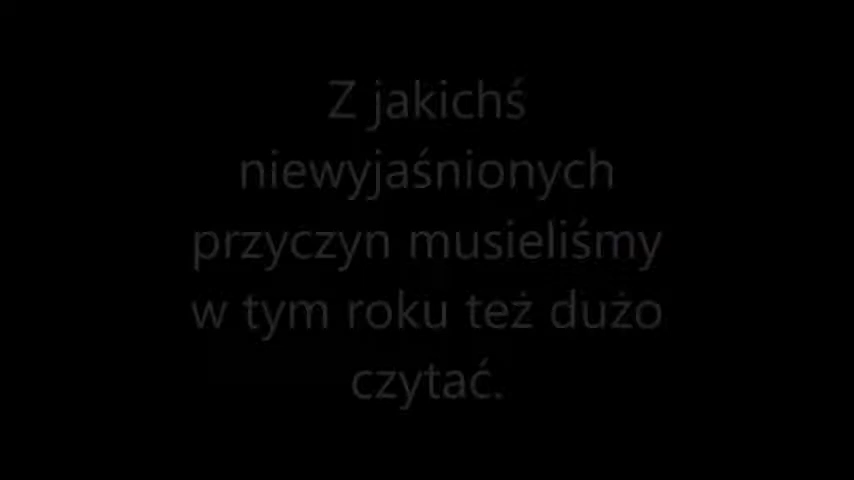 Z jakichś
niewyjaśnionych
przyczyn musieliśmy
w tym roku też dużo
czytać.